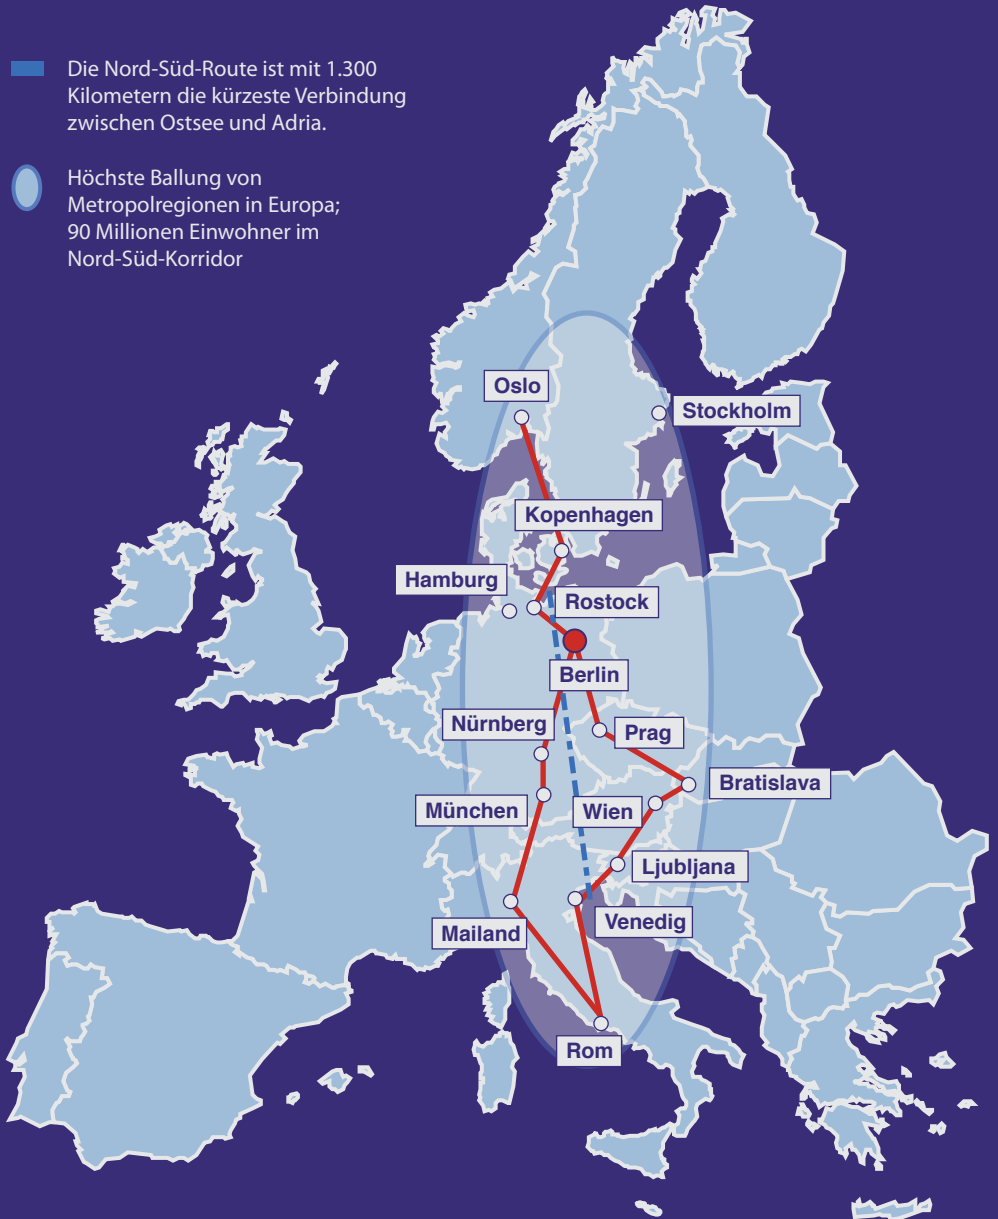 Die Nord-Süd-Route ist mit 1.300
Kilometern die kürzeste Verbindung
zwischen Ostsee und Adria.
Höchste Ballung von
Metropolregionen in Europa;
90 Millionen Einwohner im
Nord-Süd-Korridor
Oslo
Stockholm
Kopenhagen
Hamburg
Rostock
Berlin
Nürnberg
Prag
Bratislava
München
Wien
Ljubljana
Mailand
Venedig
Rom